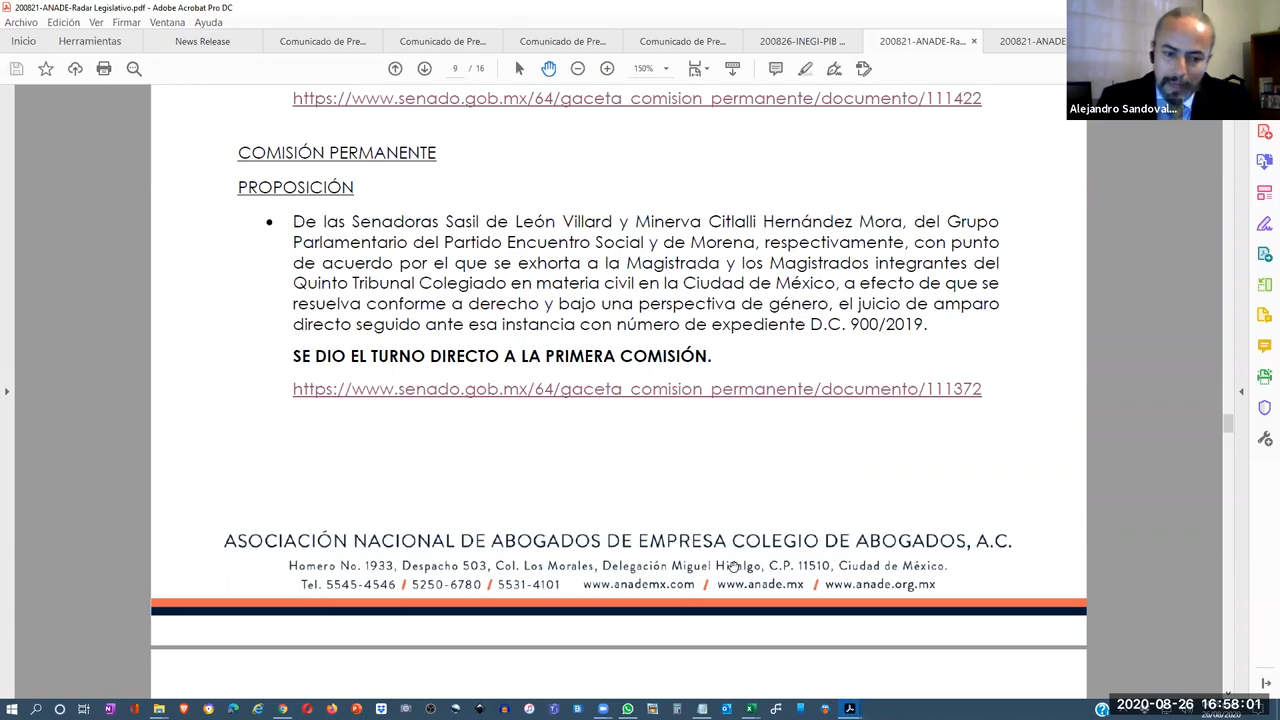 200821-ANADE-Radar Legislativo.pdf - Adobe Acrobat Pro DC
Archivo Edición Ver Firmar Ventana Ayuda
Inicio Herramientas News Release Comunicado de Pre... Comunicado de Pre... Comunicado de Pre... Comunicado de Pre... 200826-INEGI-PIB ... 200821-ANADE-Ra... × 200821-ANADE
9 / 16 150%
Alejandro Sandoval...
https://www.senado.gob.mx/64/gaceta_comision_permanente/documento/111422
COMISIÓN PERMANENTE
PROPOSICIÓN
• De las Senadoras Sasil de León Villard y Minerva Citlalli Hernández Mora, del Grupo
Parlamentario del Partido Encuentro Social y de Morena, respectivamente, con punto
de acuerdo por el que se exhorta a la Magistrada y los Magistrados integrantes del
Quinto Tribunal Colegiado en materia civil en la Ciudad de México, a efecto de que se
resuelva conforme a derecho y bajo una perspectiva de género, el juicio de amparo
directo seguido ante esa instancia con número de expediente D.C. 900/2019.
SE DIO EL TURNO DIRECTO A LA PRIMERA COMISIÓN.
https://www.senado.gob.mx/64/gaceta_comision_permanente/documento/111372
ASOCIACIÓN NACIONAL DE ABOGADOS DE EMPRESA COLEGIO DE ABOGADOS, A.C.
Homero No. 1933, Despacho 503, Col. Los Morales, Delegación Miguel Hidalgo, C.P. 11510, Ciudad de México.
Tel. 5545-4546 / 5250-6780 / 5531-4101 www.anademx.com / www.anade.mx / www.anade.org.mx
2020-08-26 16:58:01
26/08/2020